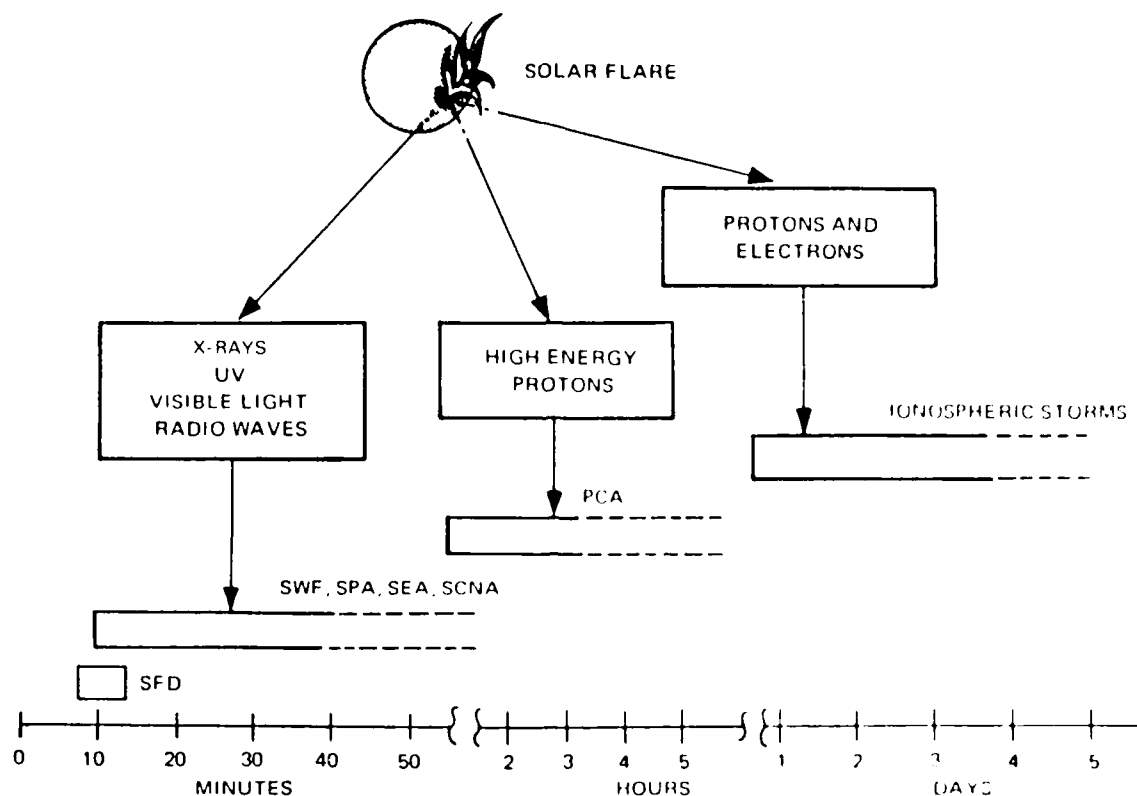 SOLAR FLARE
PROTONS AND
ELECTRONS
X-RAYS
UV
VISIBLE LIGHT
RADIO WAVES
HIGH ENERGY
PROTONS
IONOSPHERIC STORMS
PCA
SWF, SPA, SEA, SCNA
SFD
0 10 20 30 40 50 2 3 4 5 1 2 3 4 5
MINUTES HOURS DAYS